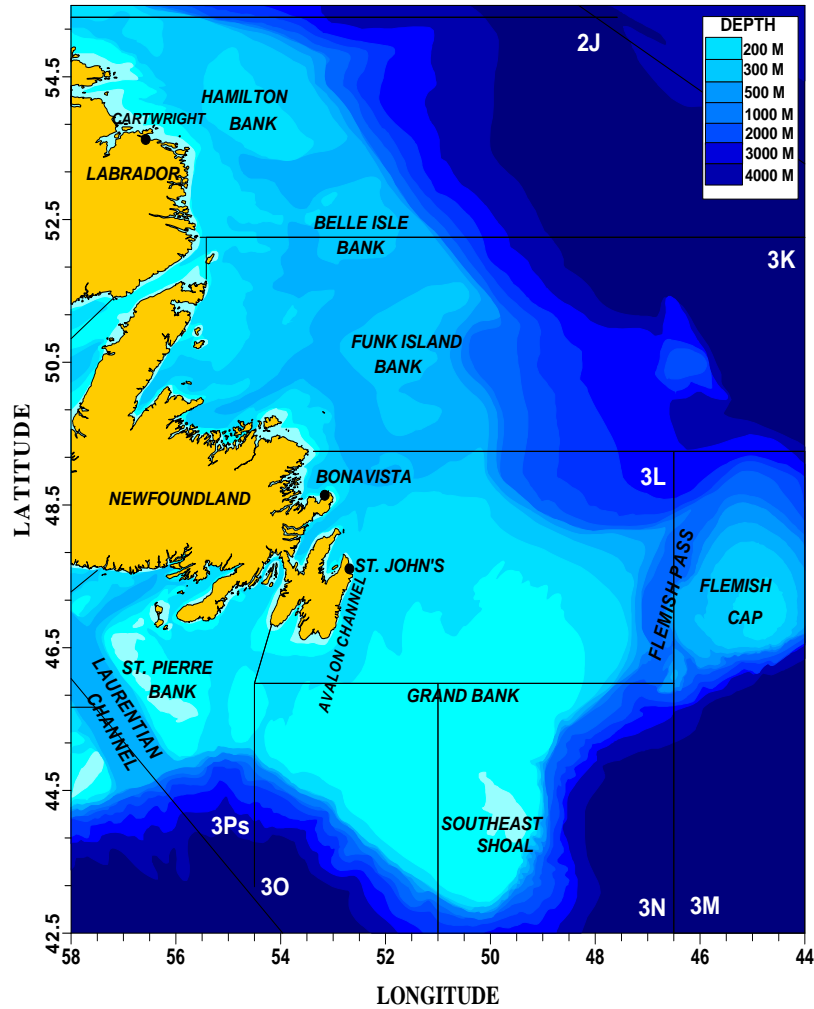 DEPTH
200 M
300 M
500 M
1000 M
2000 M
3000 M
4000 M
2J
54.5
HAMILTON
BANK
CARTWRIGHT
LABRADOR
52.5
BELLE ISLE
BANK
3K
50.5
FUNK ISLAND
BANK
LATITUDE
3L
BONAVISTA
48.5
NEWFOUNDLAND
ST. JOHN'S
FLEMISH PASS
FLEMISH
CAP
AVALON CHANNEL
46.5
ST. PIERRE
BANK
LAURENTIAN
CHANNEL
GRAND BANK
44.5
SOUTHEAST
SHOAL
3Ps
3O
3N
3M
42.5
58
56
54
52
50
48
46
44
LONGITUDE